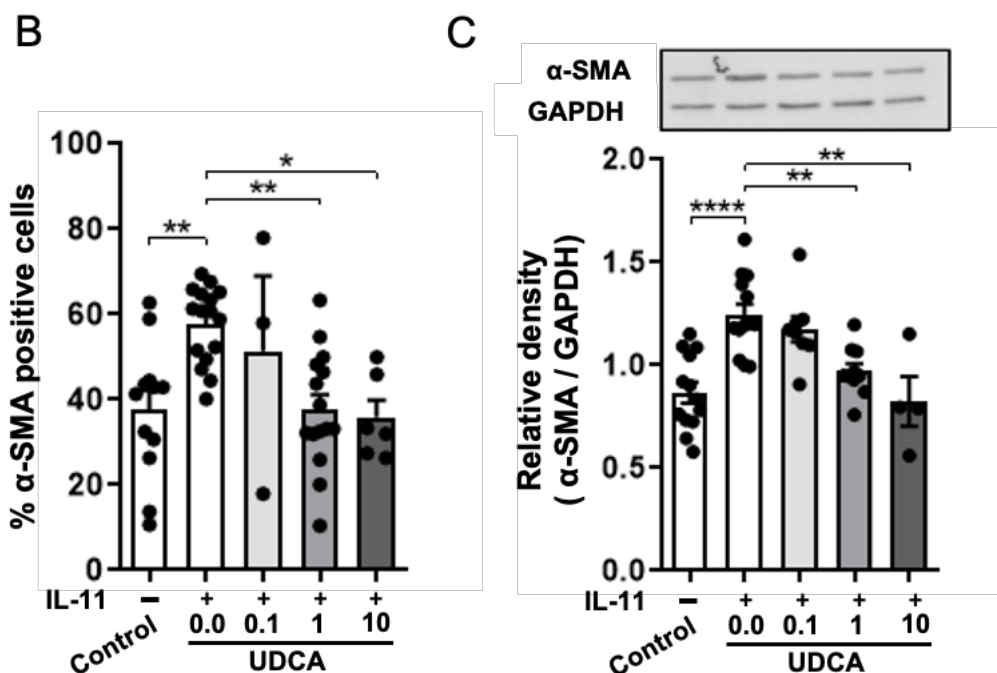 B
C
α-SMA
GAPDH
% α-SMA positive cells
100
80
60
40
20
0
*
**
**
IL-11 – + + + +
Control 0.0 0.1 1 10
UDCA
Relative density
( α-SMA / GAPDH)
2.0
1.5
1.0
0.5
0.0
**
**
****
IL-11 – + + + +
Control 0.0 0.1 1 10
UDCA